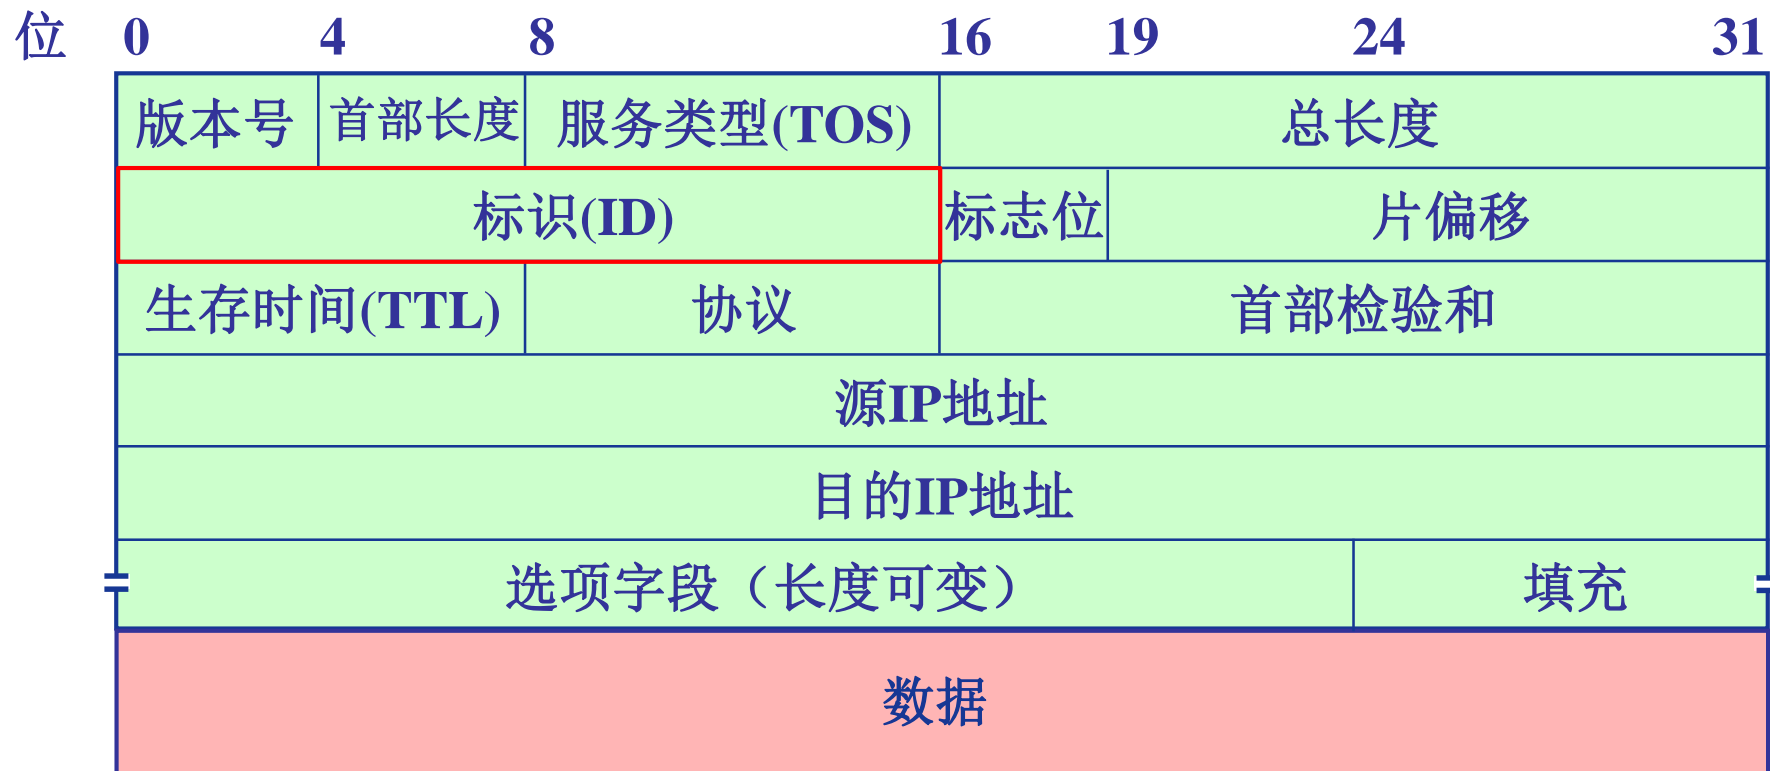 位 0 4 8 16 19 24 31
版本号 首部长度 服务类型(TOS) 总长度
标识(ID) 标志位 片偏移
生存时间(TTL) 协议 首部检验和
源IP地址
目的IP地址
选项字段（长度可变） 填充
数据